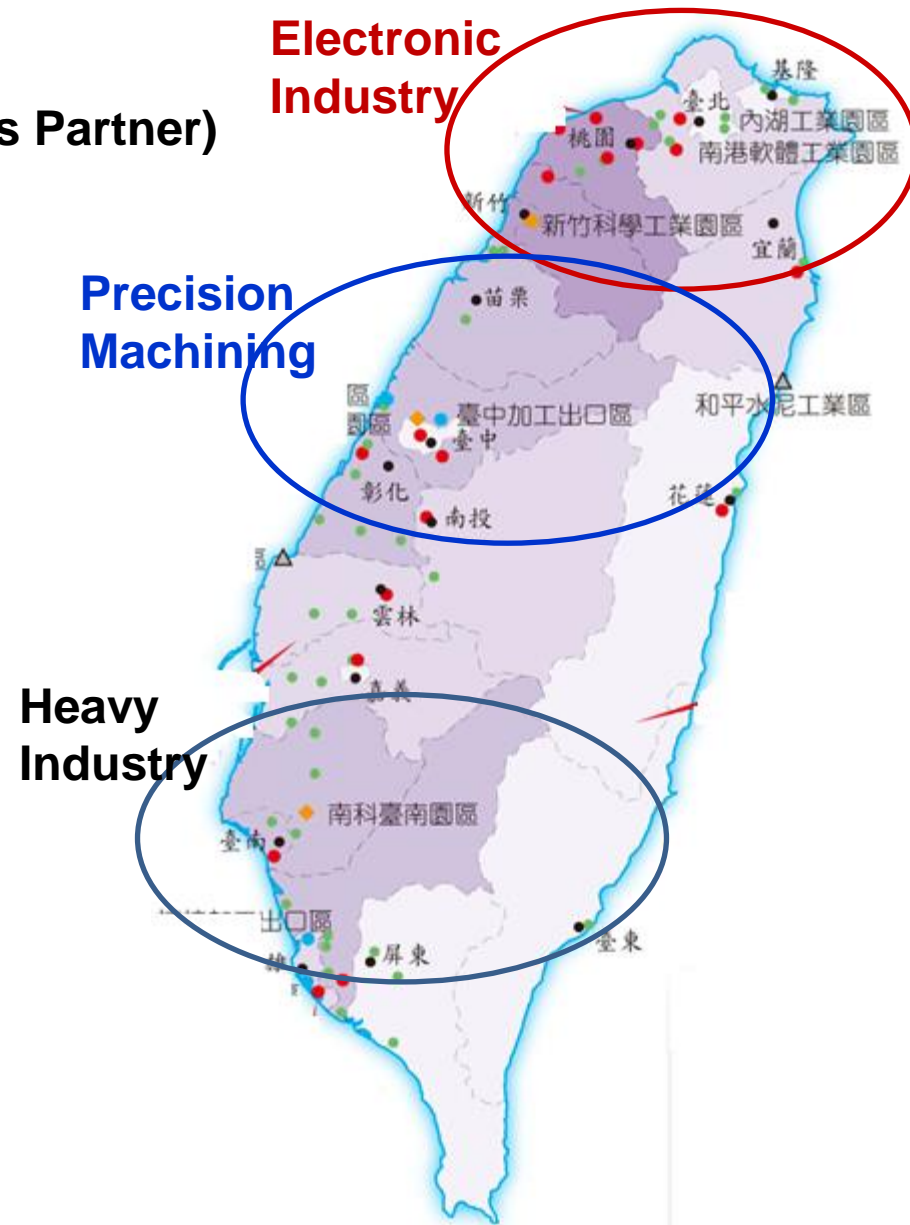 Electronic
Industry
s Partner)
基隆
臺北
內湖工業園區
桃園
南港軟體工業園區
新竹
新竹科學工業園區
宜蘭
Precision
Machining
苗栗
區
園區
臺中加工出口區
和平水泥工業區
臺中
彰化
花蓮
南投
雲林
Heavy
Industry
嘉義
南科臺南園區
臺南
出口區
臺東
屏東